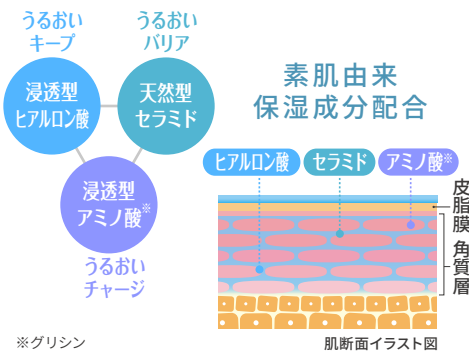 うるおい
キープ
うるおい
バリア
浸透型
ヒアルロン酸
天然型
セラミド
浸透型
アミノ酸※
うるおい
チャージ
※グリシン
素肌由来
保湿成分配合
ヒアルロン酸
セラミド
アミノ酸※
皮脂膜
角質層
肌断面イラスト図